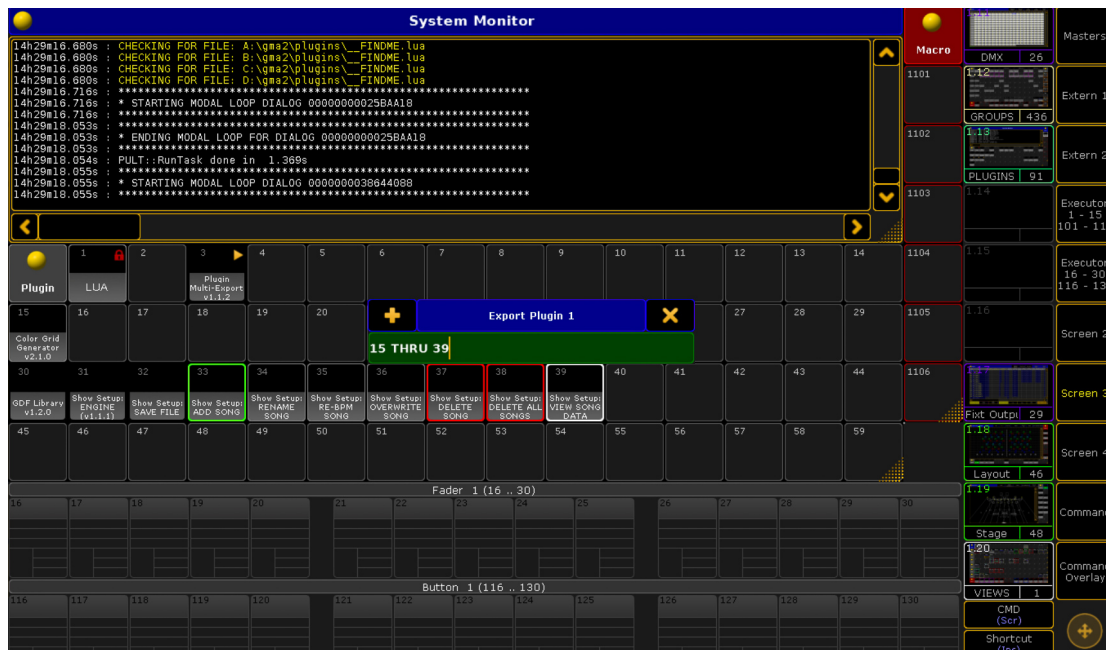 System Monitor
14h29m16.680s : CHECKING FOR FILE: A:\gma2\plugins\__FINDME.lua
14h29m16.680s : CHECKING FOR FILE: B:\gma2\plugins\__FINDME.lua
14h29m16.680s : CHECKING FOR FILE: C:\gma2\plugins\__FINDME.lua
14h29m16.680s : CHECKING FOR FILE: D:\gma2\plugins\__FINDME.lua
14h29m16.716s : **************************************************
14h29m16.716s : * STARTING MODAL LOOP DIALOG 00000000025BAA18
14h29m16.716s : **************************************************
14h29m18.053s : **************************************************
14h29m18.053s : * ENDING MODAL LOOP FOR DIALOG 00000000025BAA18
14h29m18.053s : **************************************************
14h29m18.054s : PULT::RunTask done in 1.369s
14h29m18.055s : **************************************************
14h29m18.055s : * STARTING MODAL LOOP DIALOG 0000000038644088
14h29m18.055s : **************************************************
Plugin
1 2 3 4 5 6 7 8 9 10 11 12 13 14
LUA
Plugin
Multi-Export
v1.1.2
15 16 17 18 19 20 27 28 29
Color Grid
Generator
v2.1.0
Export Plugin 1
15 THRU 39
30 31 32 33 34 35 36 37 38 39 40 41 42 43 44
GDF Library
v1.2.0
Show Setup:
ENGINE
(v1.1.1)
Show Setup:
SAVE FILE
Show Setup:
ADD SONG
Show Setup:
RENAME
SONG
Show Setup:
RE-BPM
SONG
Show Setup:
OVERWRITE
SONG
Show Setup:
DELETE
SONG
Show Setup:
DELETE ALL
SONGS
Show Setup:
VIEW SONG
DATA
45 46 47 48 49 50 51 52 53 54 55 56 57 58 59
Fader 1 (16 .. 30)
16 17 18 19 20 21 22 23 24 25 26 27 28 29 30
Button 1 (116 .. 130)
116 117 118 119 120 121 122 123 124 125 126 127 128 129 130
Macro
1101
1102
1103
1104
1105
1106
DMX 26
1.12
GROUPS 436
1.13
PLUGINS 91
1.14
1.15
1.16
Fixt Outpu 29
1.18
Layout 46
1.19
Stage 48
1.20
VIEWS 1
CMD
(Scr)
Shortcut
Masters
Extern 1
Extern 2
Executor
1 - 15
101 - 11
Executor
16 - 30
116 - 13
Screen 2
Screen 3
Screen 4
Command
Command
Overlay